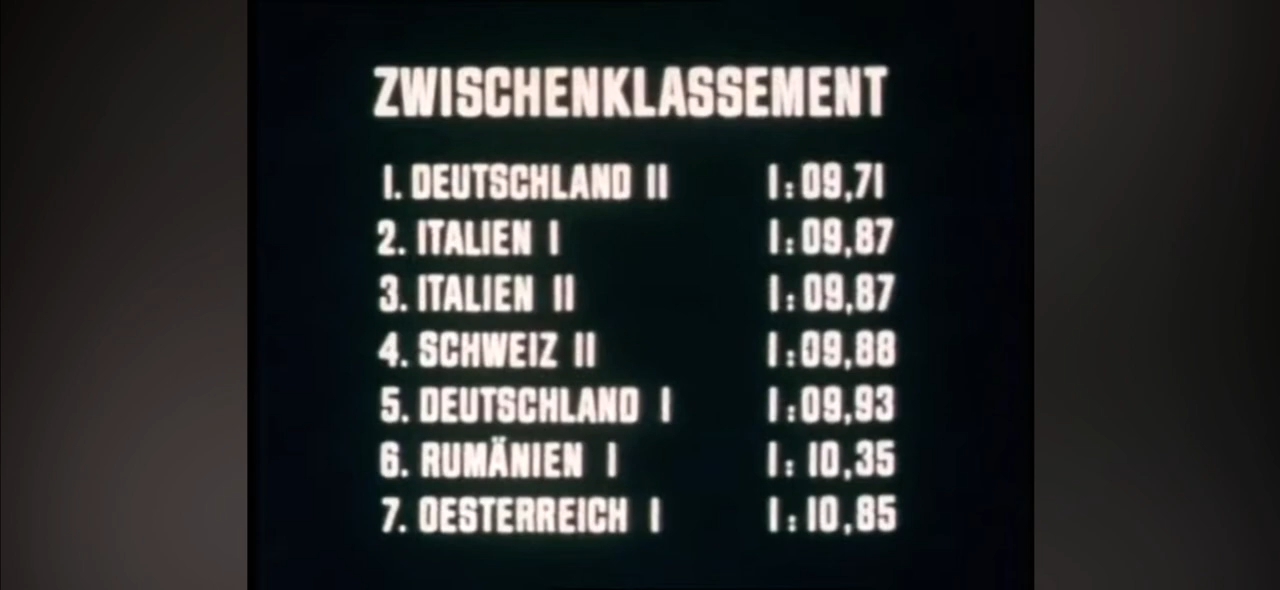 ZWISCHENKLASSEMENT
1. DEUTSCHLAND II 1:09,71
2. ITALIEN I 1:09,87
3. ITALIEN II 1:09,87
4. SCHWEIZ II 1:09,88
5. DEUTSCHLAND I 1:09,93
6. RUMÄNIEN I 1:10,35
7. OESTERREICH I 1:10,85